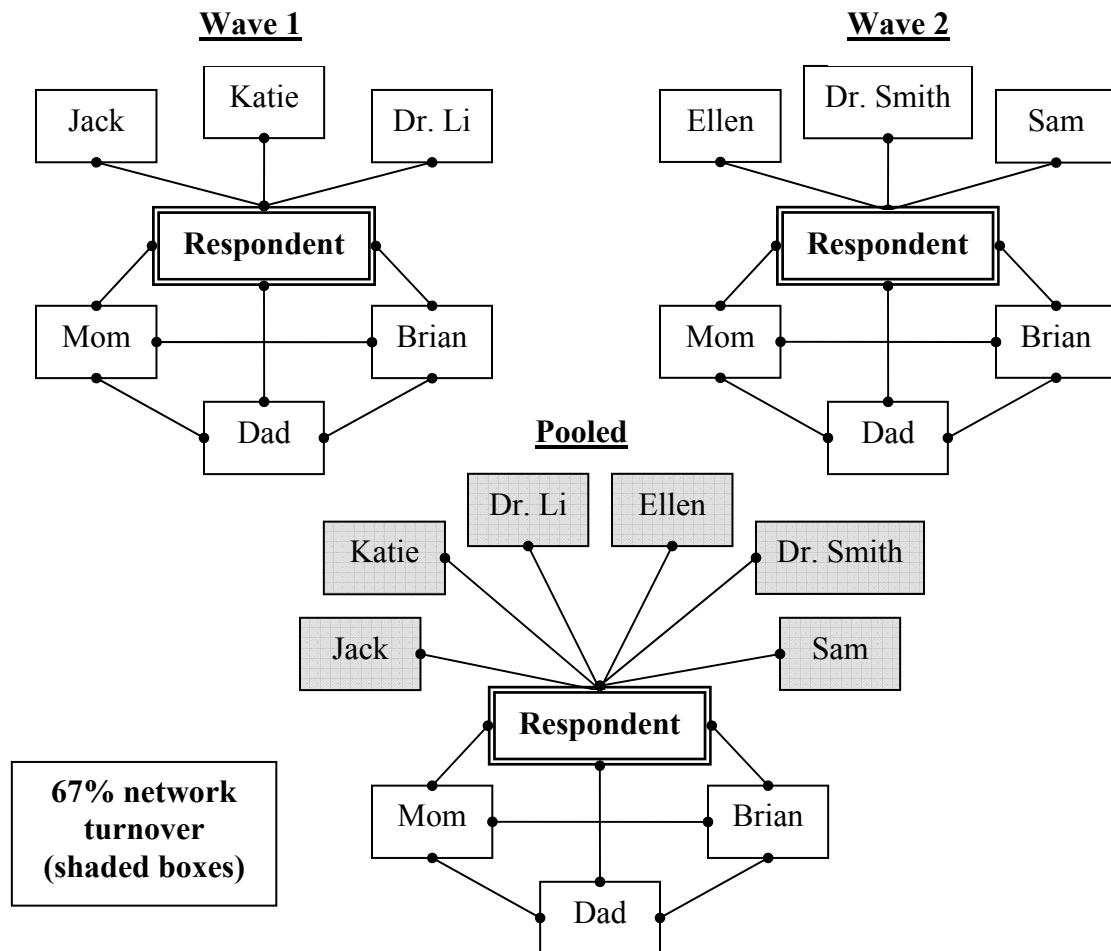 Wave 1
Katie
Jack
Dr. Li
Respondent
Mom
Brian
Dad
Wave 2
Dr. Smith
Ellen
Sam
Respondent
Mom
Brian
Dad
Pooled
Dr. Li
Ellen
Katie
Dr. Smith
Jack
Sam
Respondent
Mom
Brian
Dad
67% network
turnover
(shaded boxes)